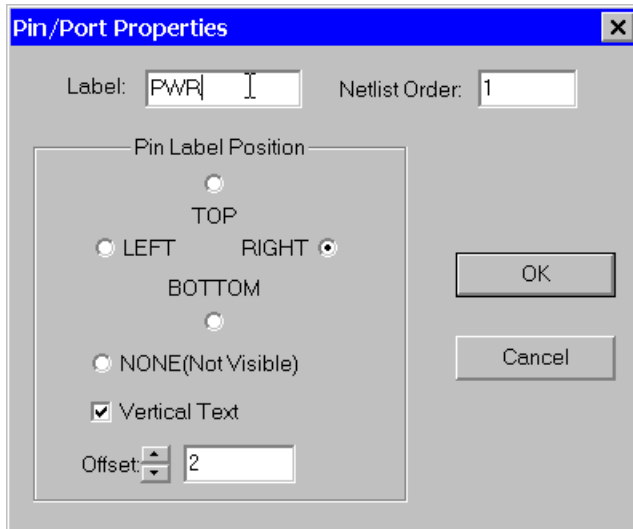 Pin/Port Properties
Label: PWR Netlist Order: 1
Pin Label Position
TOP
LEFT RIGHT
BOTTOM
OK
NONE(Not Visible)
Cancel
Vertical Text
Offset: 2